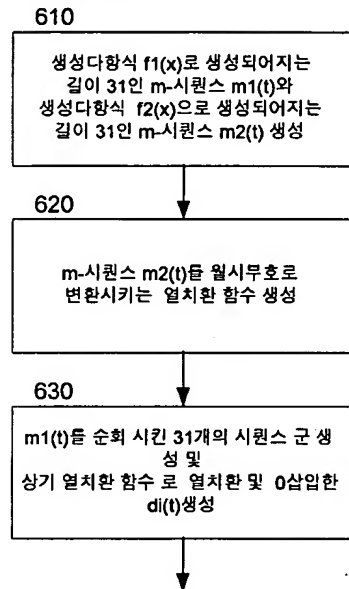 610
생성다항식 f1(x)로 생성되어지는
길이 31인 m-시퀀스 m1(t)와
생성다항식 f2(x)으로 생성되어지는
길이 31인 m-시퀀스 m2(t) 생성
620
m-시퀀스 m2(t)를 월시부호로
변환시키는 열치환 함수 생성
630
m1(t)를 순회 시킨 31개의 시퀀스 군 생
성 및
상기 열치환 함수 로 열치환 및 0삽입한
di(t)생성